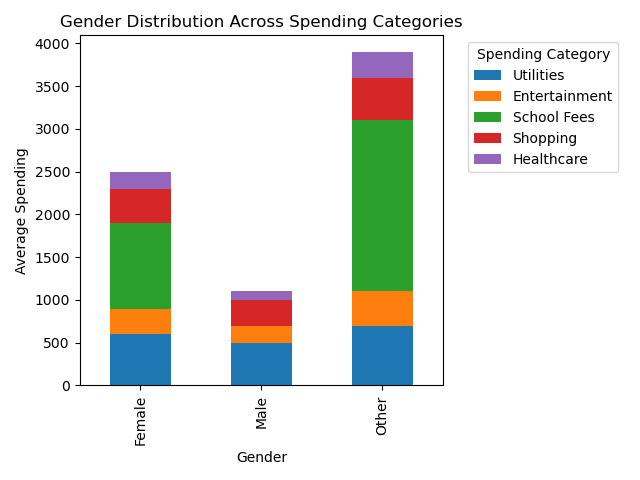 Gender Distribution Across Spending Categories
4000
3500
3000
2500
2000
1500
1000
500
0
Average Spending
Female
Male
Other
Gender
Spending Category
Utilities
Entertainment
School Fees
Shopping
Healthcare